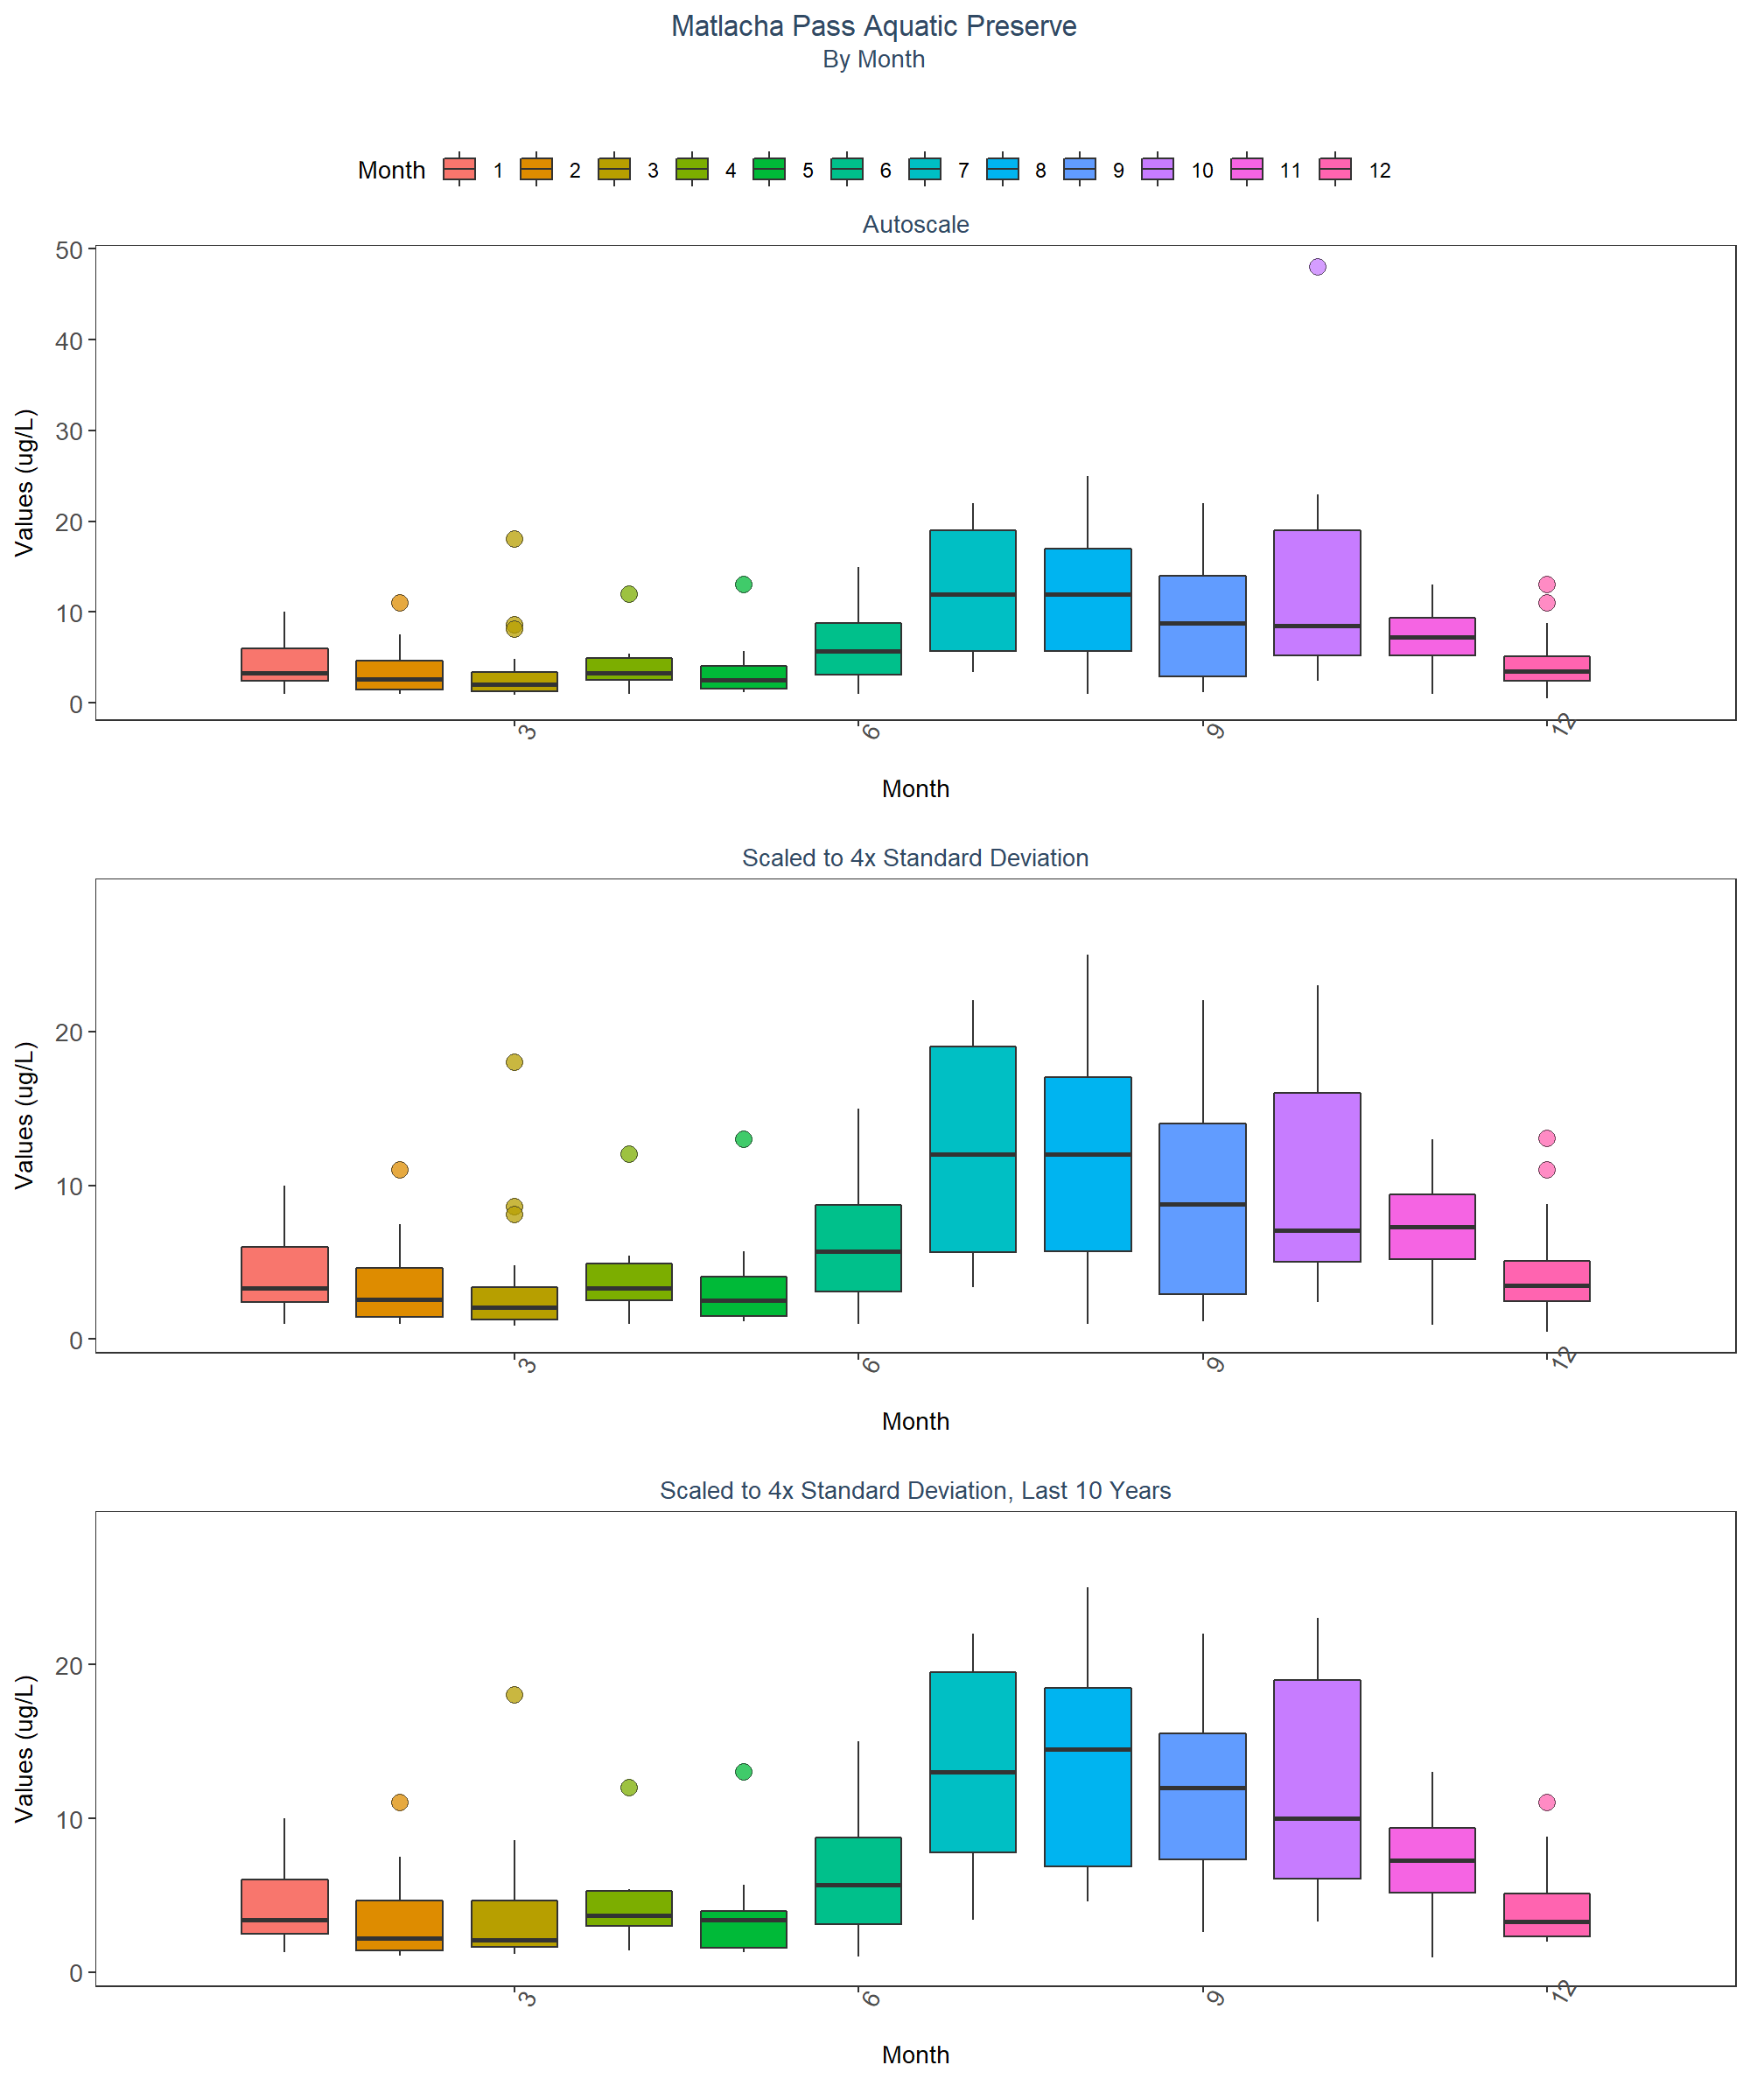 Matlacha Pass Aquatic Preserve
By Month
Month 1 2 3 4 5 6 7 8 9 10 11 12
Autoscale
Values (ug/L)
50
40
30
20
10
0
3 6 9 12
Month
Scaled to 4x Standard Deviation
Values (ug/L)
20
10
0
3 6 9 12
Month
Scaled to 4x Standard Deviation, Last 10 Years
Values (ug/L)
20
10
0
3 6 9 12
Month